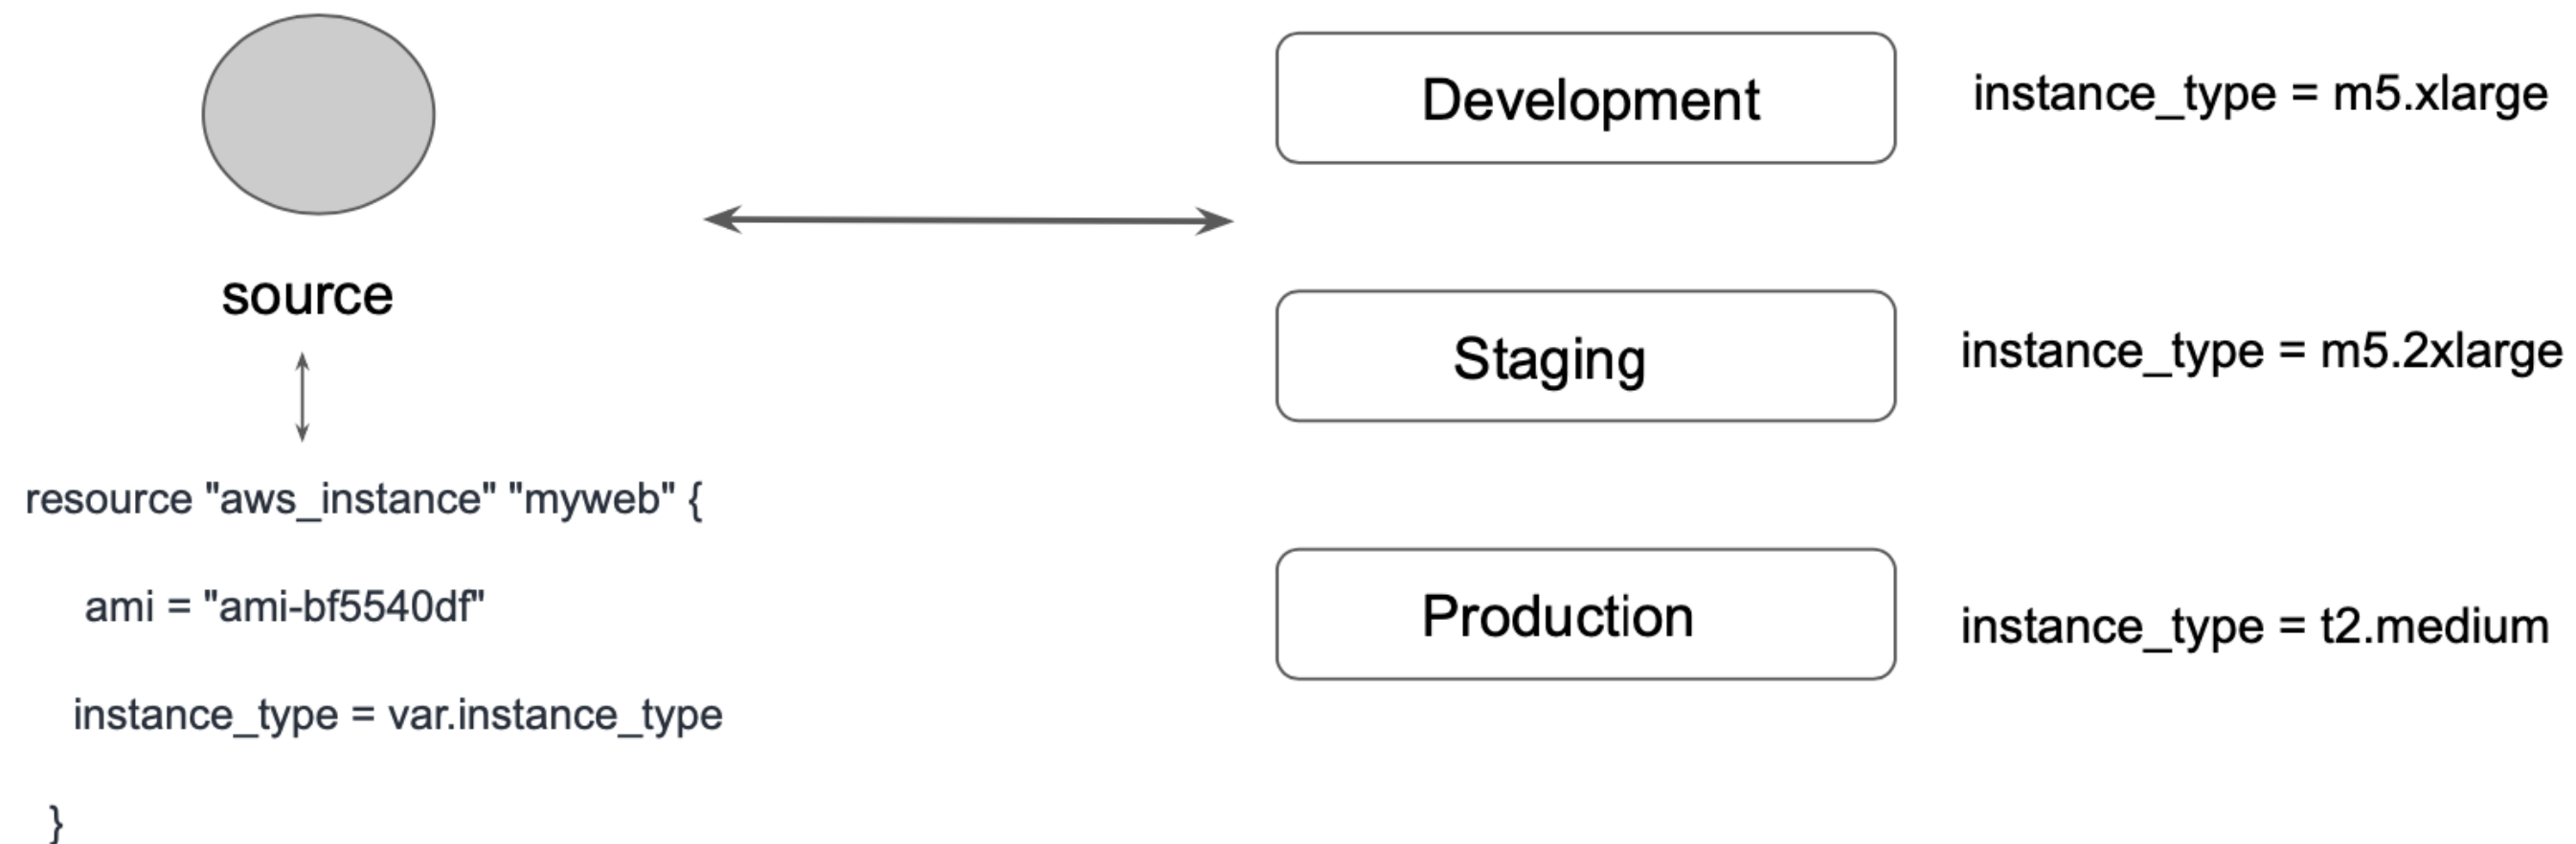 source
resource "aws_instance" "myweb" {
ami = "ami-bf5540df"
instance_type = var.instance_type
}
Development
instance_type = m5.xlarge
Staging
instance_type = m5.2xlarge
Production
instance_type = t2.medium